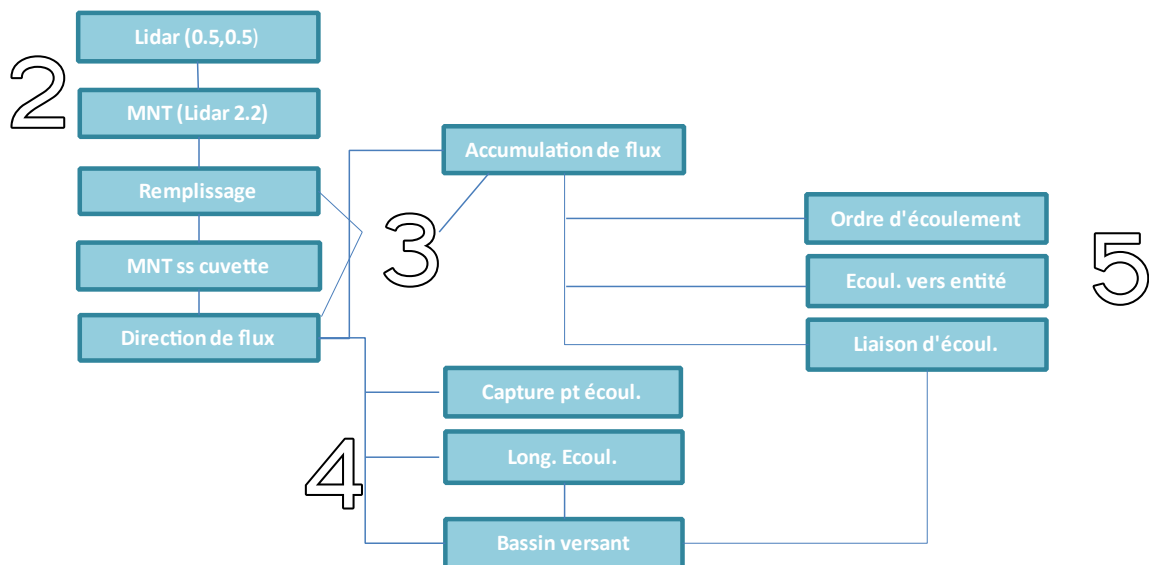 2
Lidar (0.5,0.5)
MNT (Lidar 2.2)
Remplissage
MNT ss cuvette
Direction de flux
3
Accumulation de flux
4
Capture pt écoul.
Long. Ecoul.
Bassin versant
5
Ordre d'écoulement
Ecoul. vers entité
Liaison d'écoul.